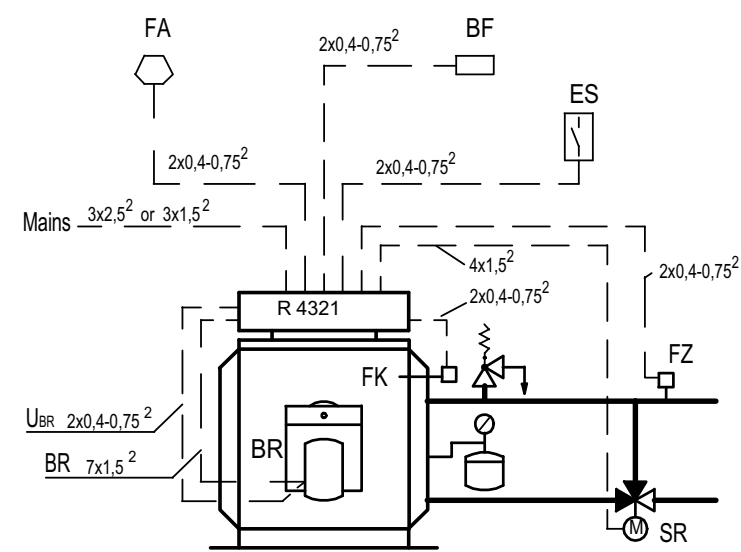 FA
BF
2x0,4-0,75²
ES
2x0,4-0,75²
2x0,4-0,75²
Mains 3x2,5² or 3x1,5²
4x1,5²
2x0,4-0,75²
2x0,4-0,75²
R 4321
FK
FZ
UBR 2x0,4-0,75²
BR
BR 7x1,5²
M
SR